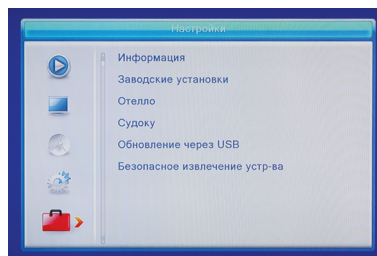 Настройки
Информация
Заводские установки
Отелло
Судоку
Обновление через USB
Безопасное извлечение устр-ва